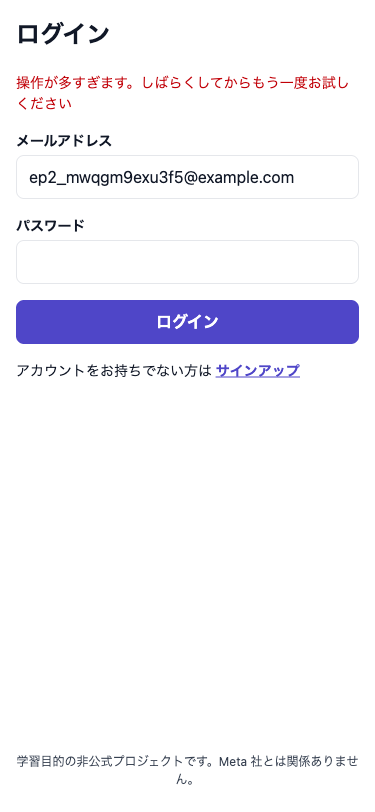 ログイン
操作が多すぎます。しばらくしてからもう一度お試し
ください
メールアドレス
ep2_mwqgm9exu3f5@example.com
パスワード
ログイン
アカウントをお持ちでない方は サインアップ
学習目的の非公式プロジェクトです。Meta 社とは関係ありませ
ん。